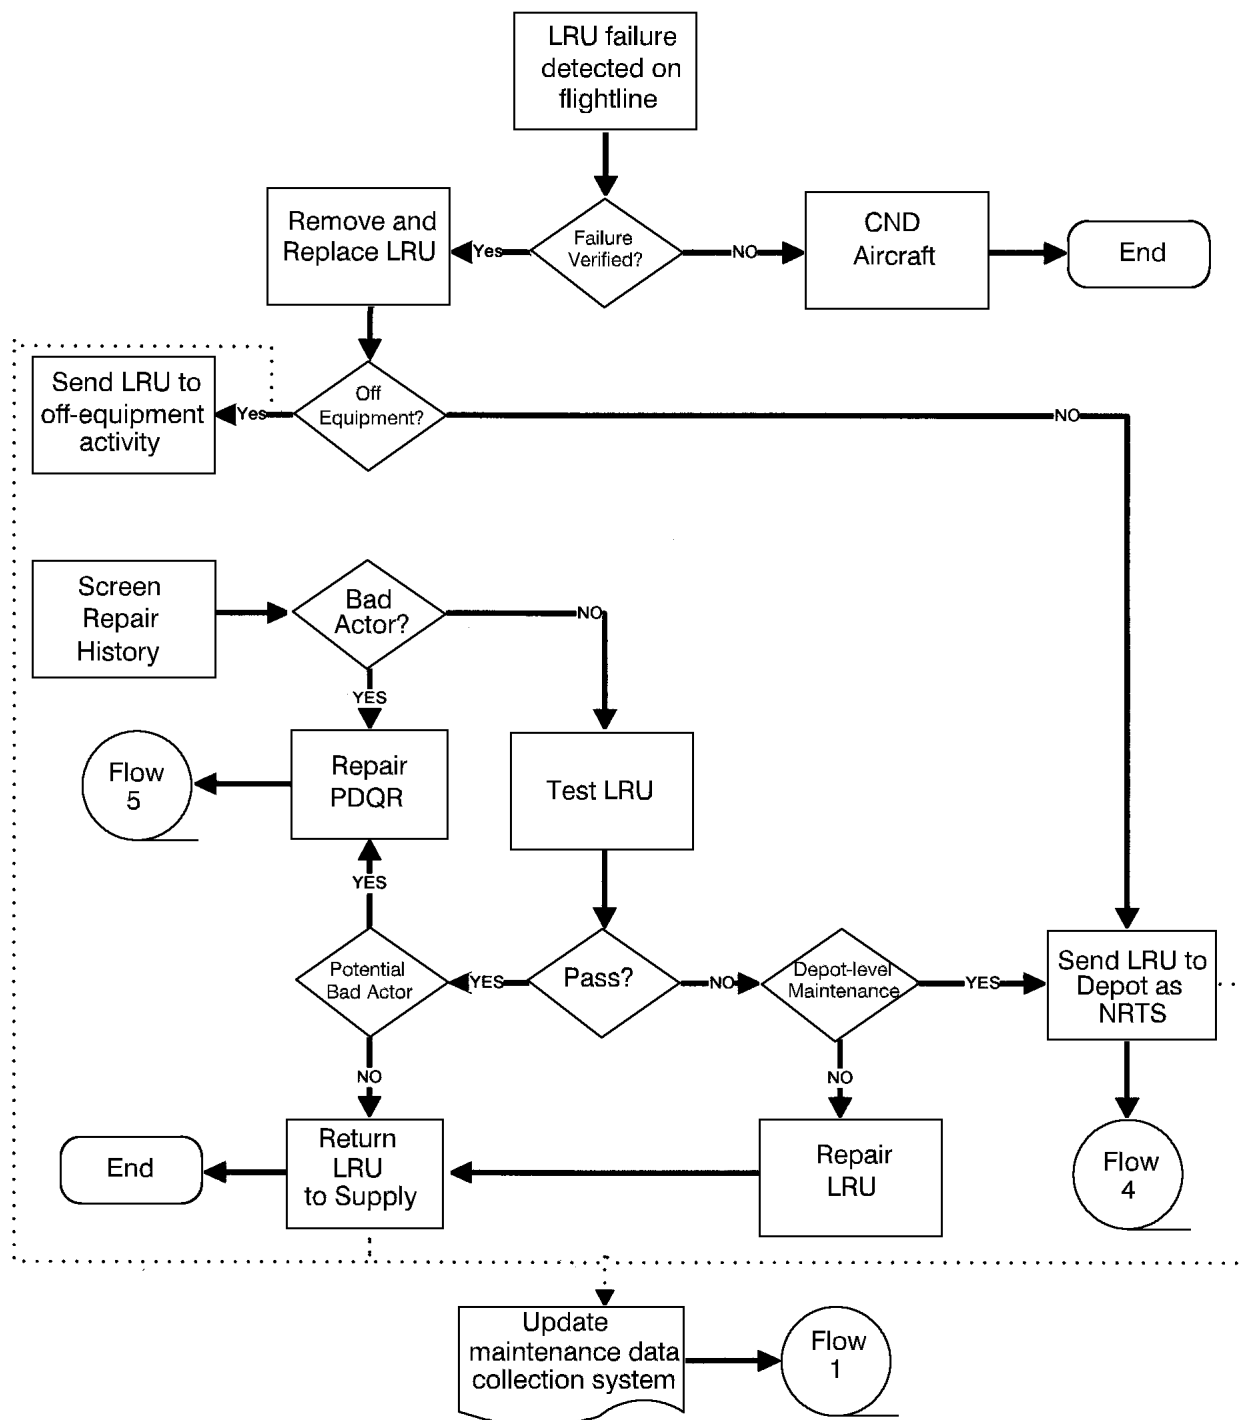 LRU failure
detected on
flightline
Remove and
Replace LRU
Yes
Failure
Verified?
NO
CND
Aircraft
End
Send LRU to
off-equipment
activity
Yes
Off
Equipment?
NO
Screen
Repair
History
Bad
Actor?
NO
YES
Flow
5
Repair
PDQR
Test LRU
YES
Potential
Bad Actor
YES
Pass?
NO
Depot-level
Maintenance
YES
Send LRU to
Depot as
NRTS
NO
NO
End
Return
LRU
to Supply
Repair
LRU
Flow
4
Update
maintenance data
collection system
Flow
1